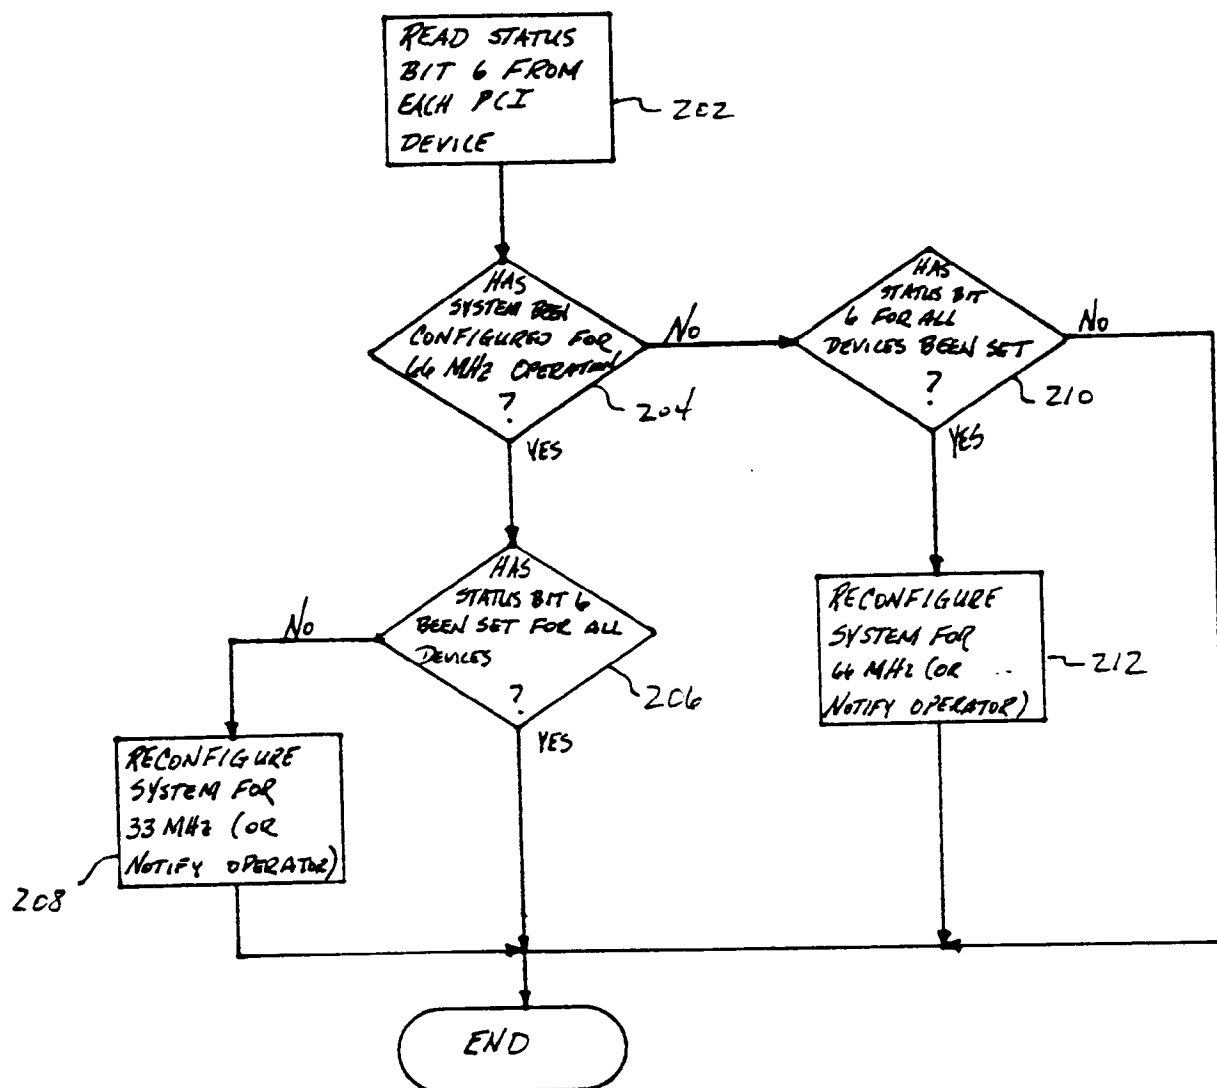 READ STATUS
BIT 6 FROM
EACH PCI
DEVICE
202
HAS
SYSTEM BEEN
CONFIGURED FOR
66 MHZ OPERATION
?
204
NO
YES
HAS
STATUS BIT
6 FOR ALL
DEVICES BEEN SET
?
210
NO
YES
HAS
STATUS BIT 6
BEEN SET FOR ALL
DEVICES
?
206
NO
YES
RECONFIGURE
SYSTEM FOR
66 MHZ (OR
NOTIFY OPERATOR)
212
RECONFIGURE
SYSTEM FOR
33 MHZ (OR
NOTIFY OPERATOR)
208
END